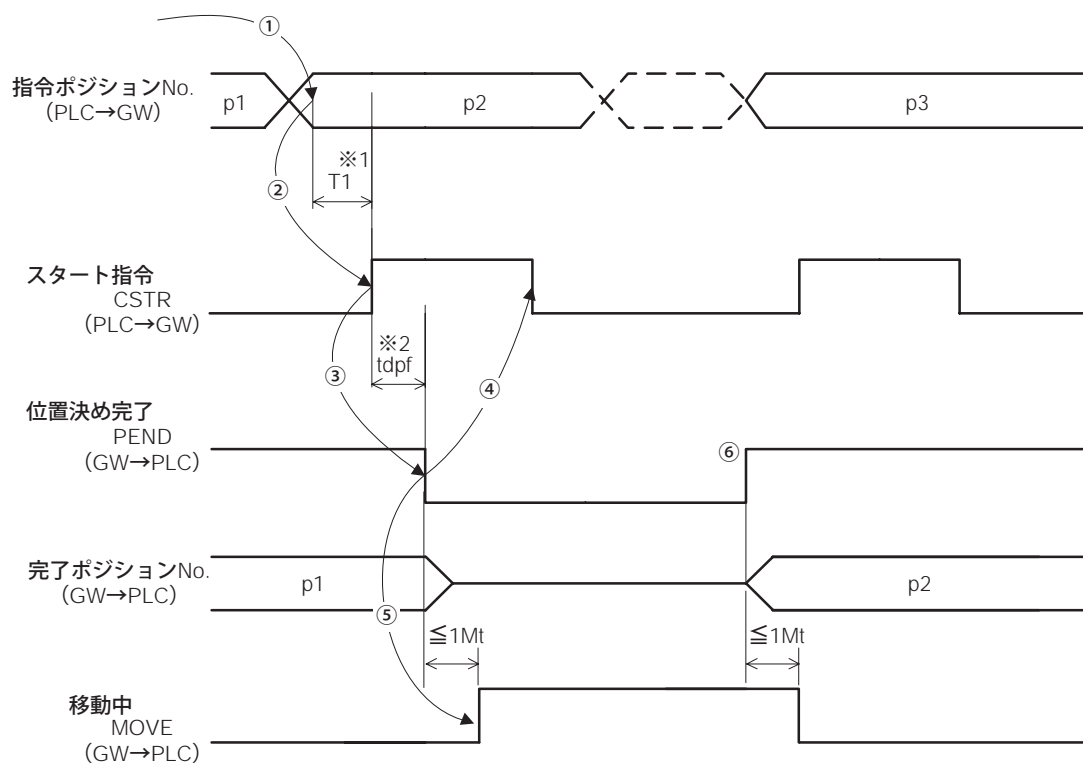 ①
指令ポジションNo.
(PLC→GW)
p1
p2
p3
※1
T1
②
スタート指令
CSTR
(PLC→GW)
※2
tdpf
③
④
位置決め完了
PEND
(GW→PLC)
⑥
完了ポジションNo.
(GW→PLC)
p1
p2
⑤
≦1Mt
≦1Mt
移動中
MOVE
(GW→PLC)